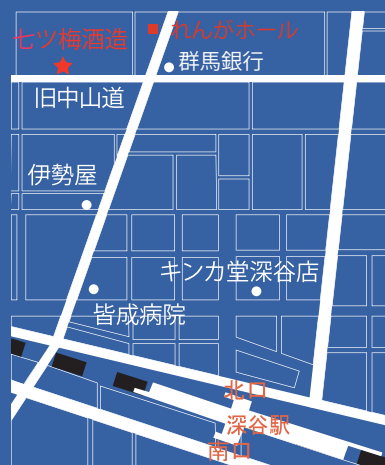 七ツ梅酒造
れんがホール
群馬銀行
旧中山道
伊勢屋
キンカ堂深谷店
皆成病院
北口
深谷駅
南口